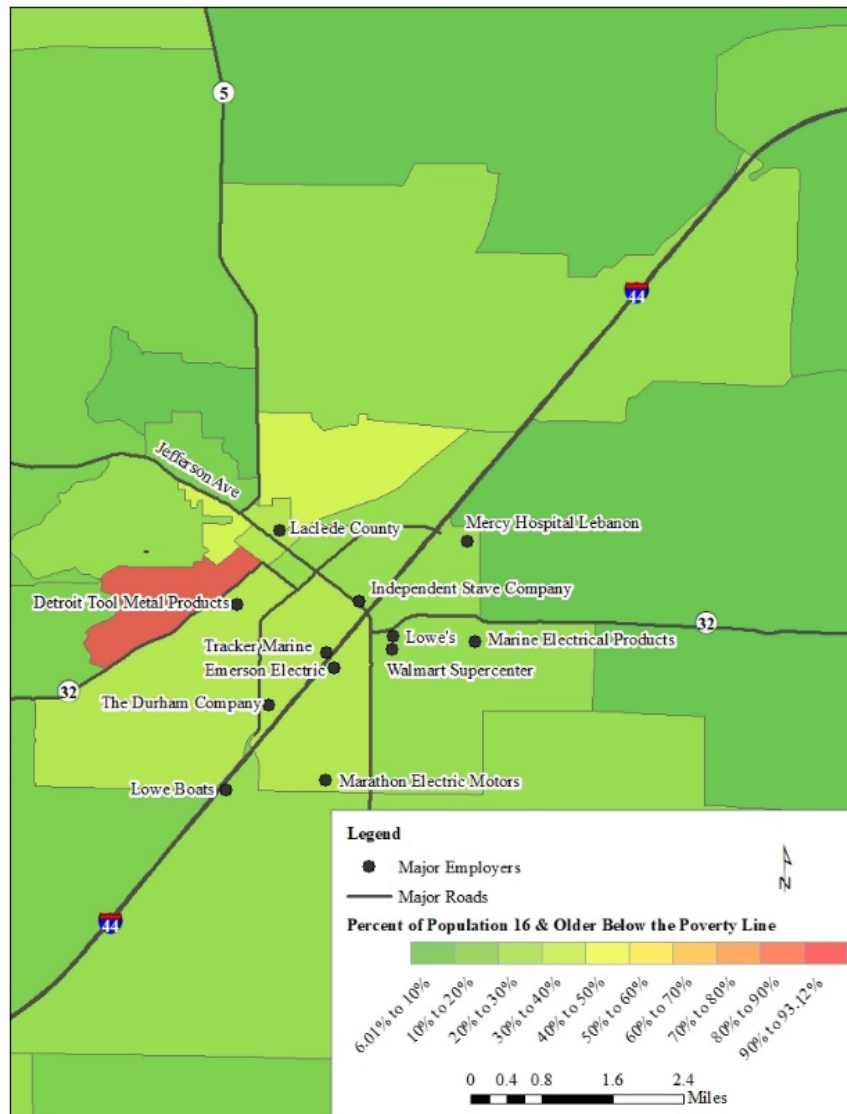 5
44
Jefferson Ave
Laclede County
Mercy Hospital Lebanon
Detroit Tool Metal Products
Independent Stave Company
32
Lowe's
Tracker Marine
Marine Electrical Products
Emerson Electric
Walmart Supercenter
32
The Durham Company
Lowe Boats
Marathon Electric Motors
44
Legend
Major Employers
Major Roads
N
Percent of Population 16 & Older Below the Poverty Line
6.01% to 10%
10% to 20%
20% to 30%
30% to 40%
40% to 50%
50% to 60%
60% to 70%
70% to 80%
80% to 90%
90% to 93.12%
0 0.4 0.8 1.6 2.4
Miles